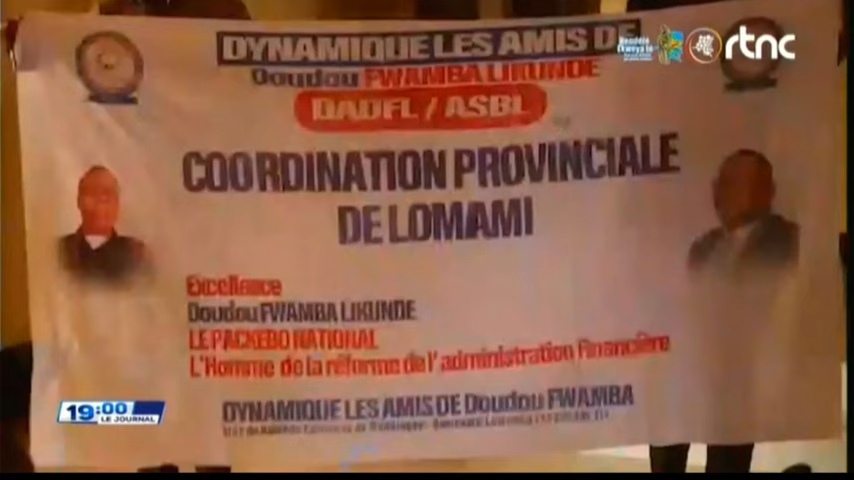 DYNAMIQUE LES AMIS DE
rtnc
Doudou FWAMBA LIKUNDE
DADFL / ASBL
COORDINATION PROVINCIALE
DE LOMAMI
Excellence
Doudou FWAMBA LIKUNDE
LE PACKEBO NATIONAL
L'Homme de la réforme de l'administration Financière
19:00
LE JOURNAL
DYNAMIQUE LES AMIS DE Doudou FWAMBA